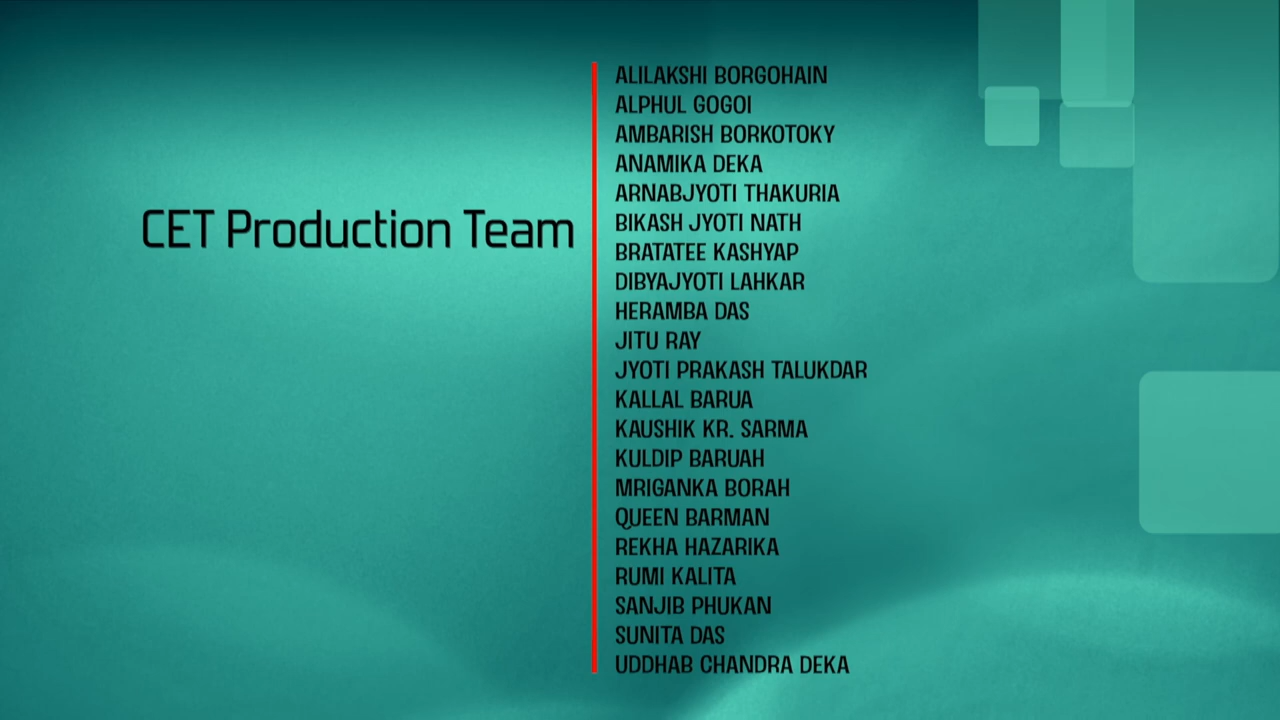 CET Production Team
ALILAKSHI BORGOHAIN
ALPHUL GOGOI
AMBARISH BORKOTOKY
ANAMIKA DEKA
ARNABJYOTI THAKURIA
BIKASH JYOTI NATH
BRATATEE KASHYAP
DIBYAJYOTI LAHKAR
HERAMBA DAS
JITU RAY
JYOTI PRAKASH TALUKDAR
KALLAL BARUA
KAUSHIK KR. SARMA
KULDIP BARUAH
MRIGANKA BORAH
QUEEN BARMAN
REKHA HAZARIKA
RUMI KALITA
SANJIB PHUKAN
SUNITA DAS
UDDHAB CHANDRA DEKA